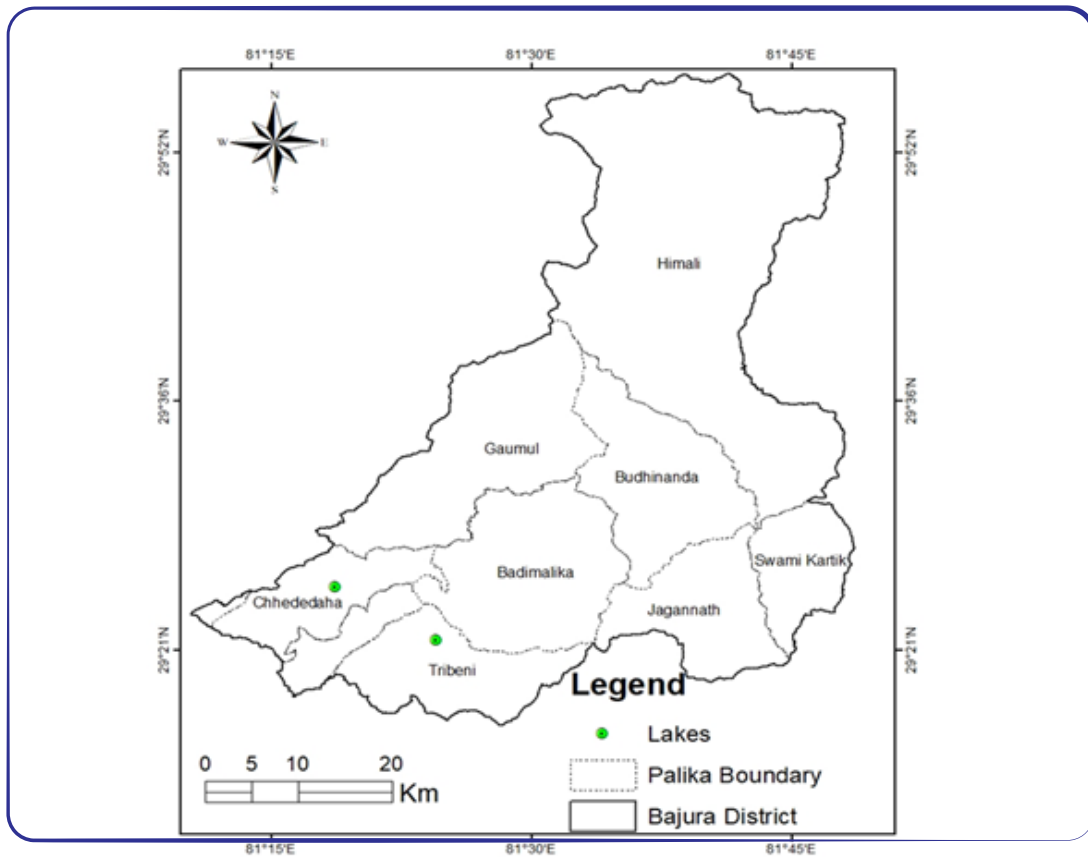 81°15'E 81°30'E 81°45'E
N
W E
S
29°52'N 29°52'N
Himali
29°36'N 29°36'N
Gaumul
Budhinanda
Swami Kartik
Badimalika
Chhededaha
Jagannath
29°21'N 29°21'N
Tribeni
Legend
Lakes
Palika Boundary
Bajura District
0 5 10 20
Km
81°15'E 81°30'E 81°45'E